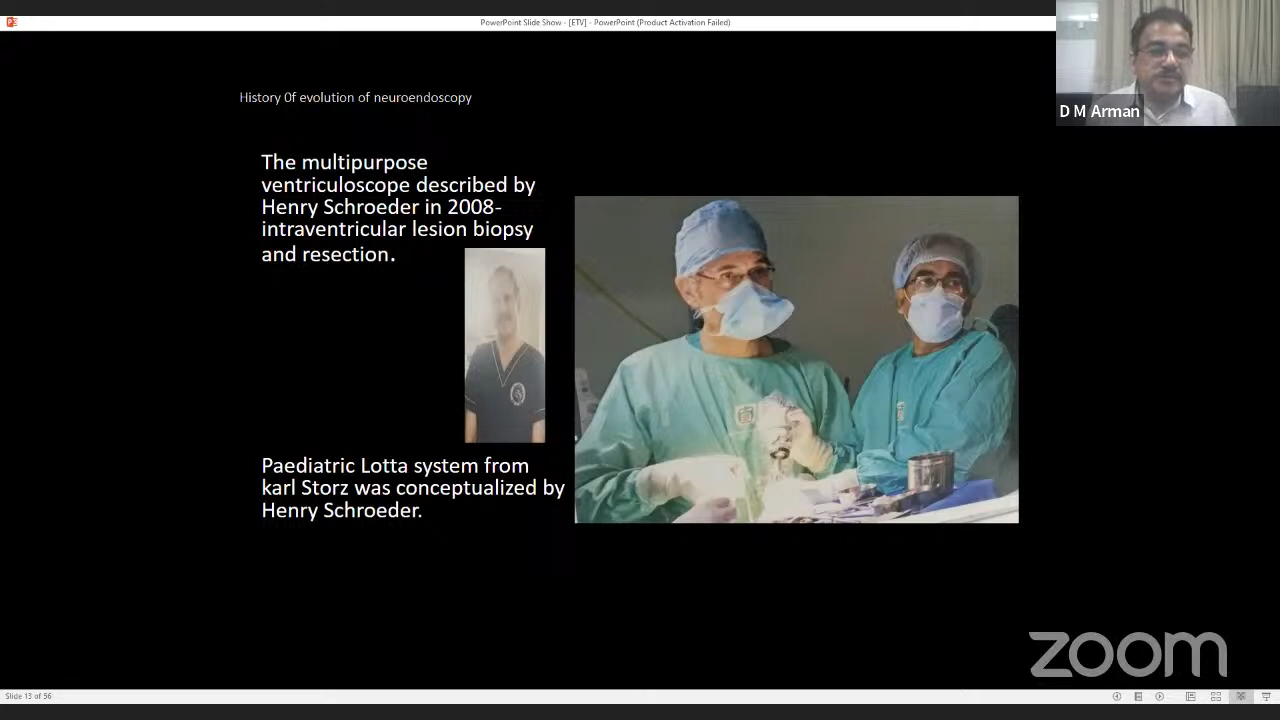 PowerPoint Slide Show - [ETV] - PowerPoint (Product Activation Failed)
D M Arman
History 0f evolution of neuroendoscopy
The multipurpose
ventriculoscope described by
Henry Schroeder in 2008-
intraventricular lesion biopsy
and resection.
Paediatric Lotta system from
karl Storz was conceptualized by
Henry Schroeder.
zoom
Slide 13 of 56